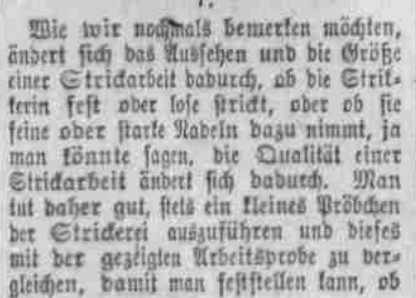 Wie wir nochmals bemerken möchten,
ändert sich das Aussehen und die Größe
einer Strickarbeit dadurch, ob die Strik-
kerin fest oder lose strickt, oder ob sie
feine oder starke Nadeln dazu nimmt, ja
man könnte sagen, die Qualität einer
Strickarbeit ändert sich dadurch. Man
tut daher gut, stets ein kleines Pröbchen
der Strickerei auszuführen und dieses
mit der gezeigten Arbeitsprobe zu ver-
gleichen, damit man feststellen kann, ob